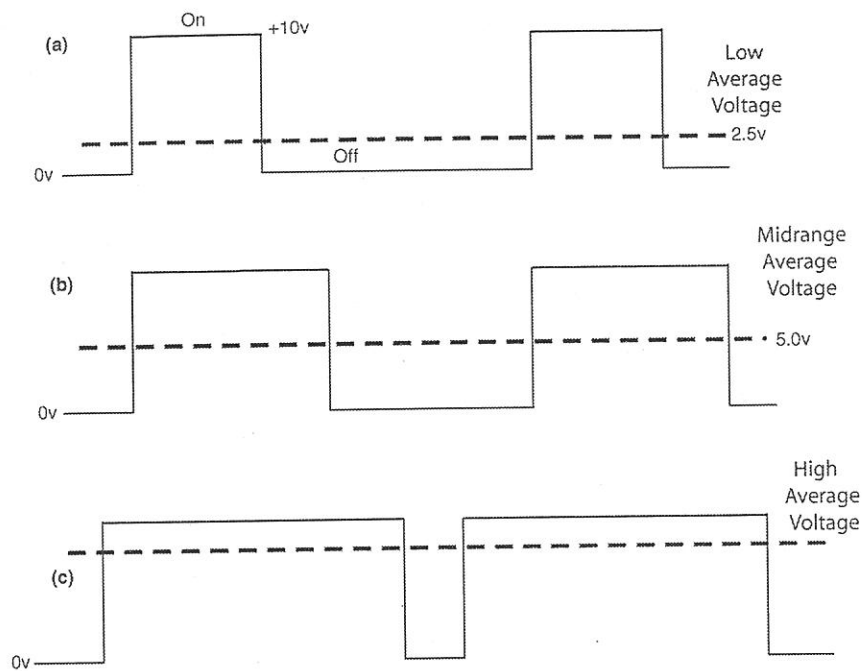 (a)
On
+10v
Low
Average
Voltage
2.5v
Off
0v
Midrange
Average
Voltage
(b)
5.0v
0v
High
Average
Voltage
(c)
0v